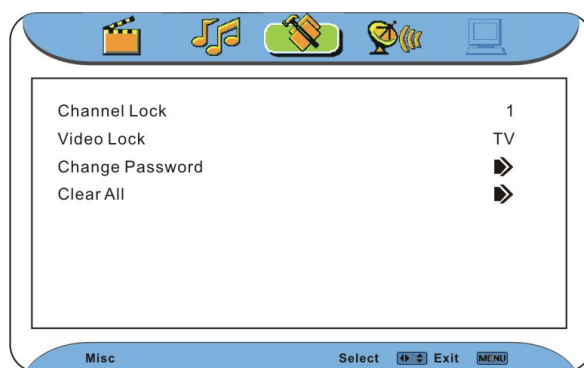 Channel Lock 1
Video Lock TV
Change Password
Clear All
Misc Select Exit MENU